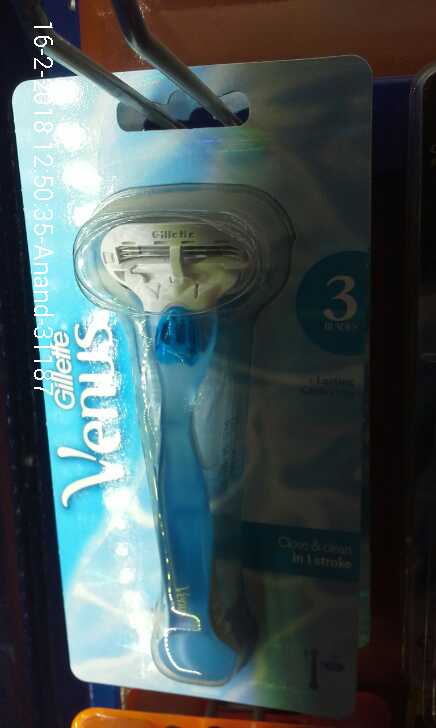 16-2-2018 12:50:35-Anand-31187
Gillette
Venus
Gillette
3
BLADES
Close & clean
in 1 stroke